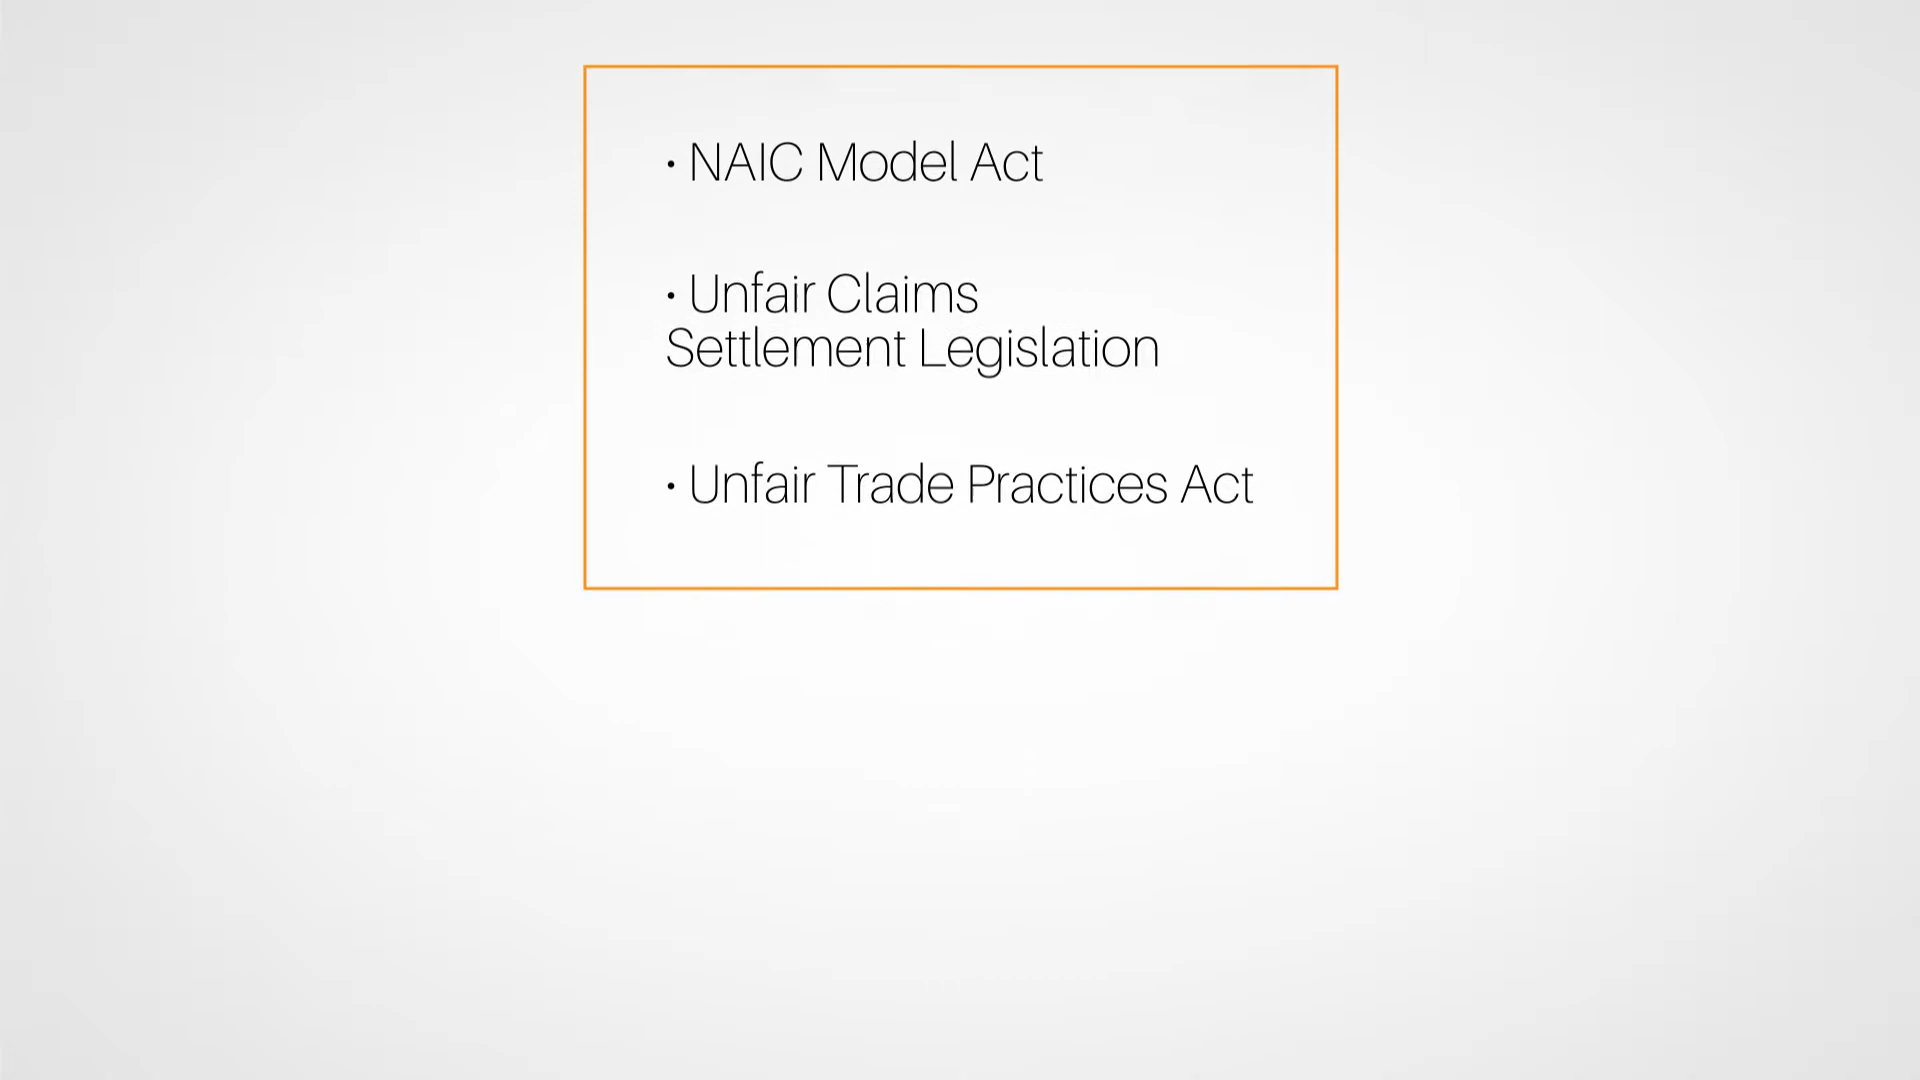 • NAIC Model Act
• Unfair Claims
Settlement Legislation
• Unfair Trade Practices Act